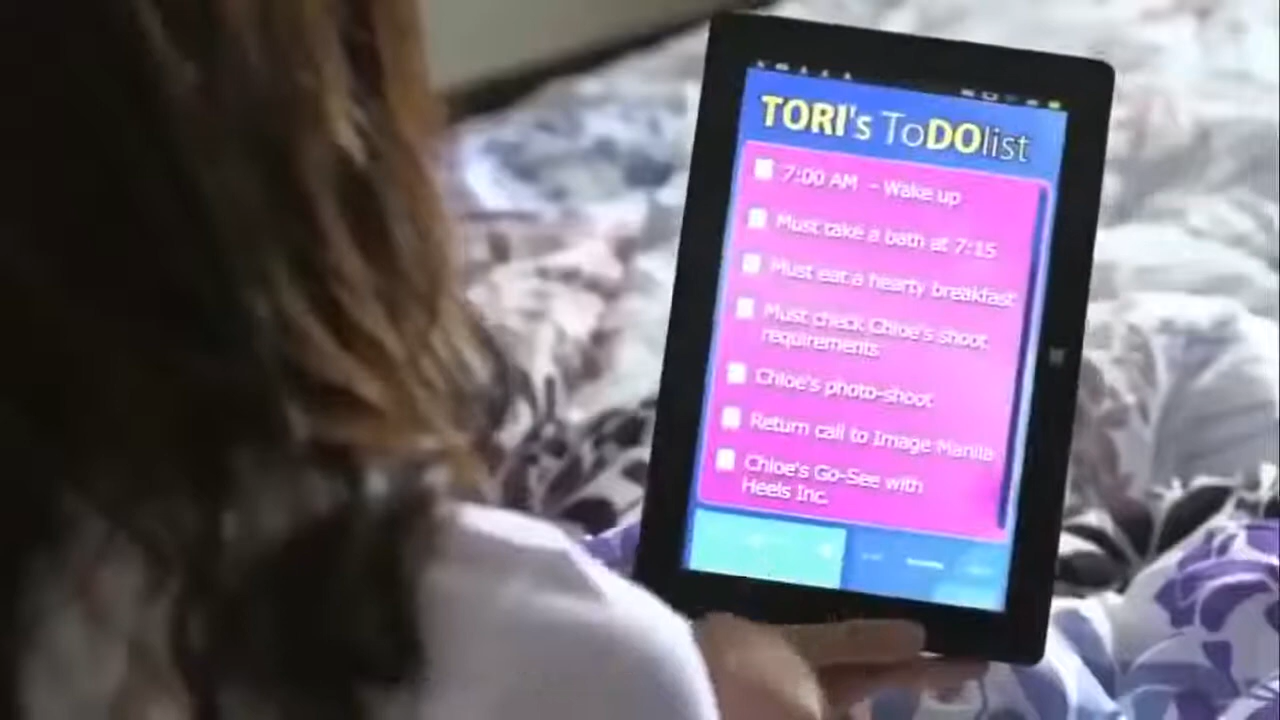 TORI's ToDOlist
7:00 AM - Wake up
Must take a bath at 7:15
Must eat a hearty breakfast
Must check Chloe's shoot
requirements
Chloe's photo-shoot
Return call to Image Manila
Chloe's Go-See with
Heels Inc.